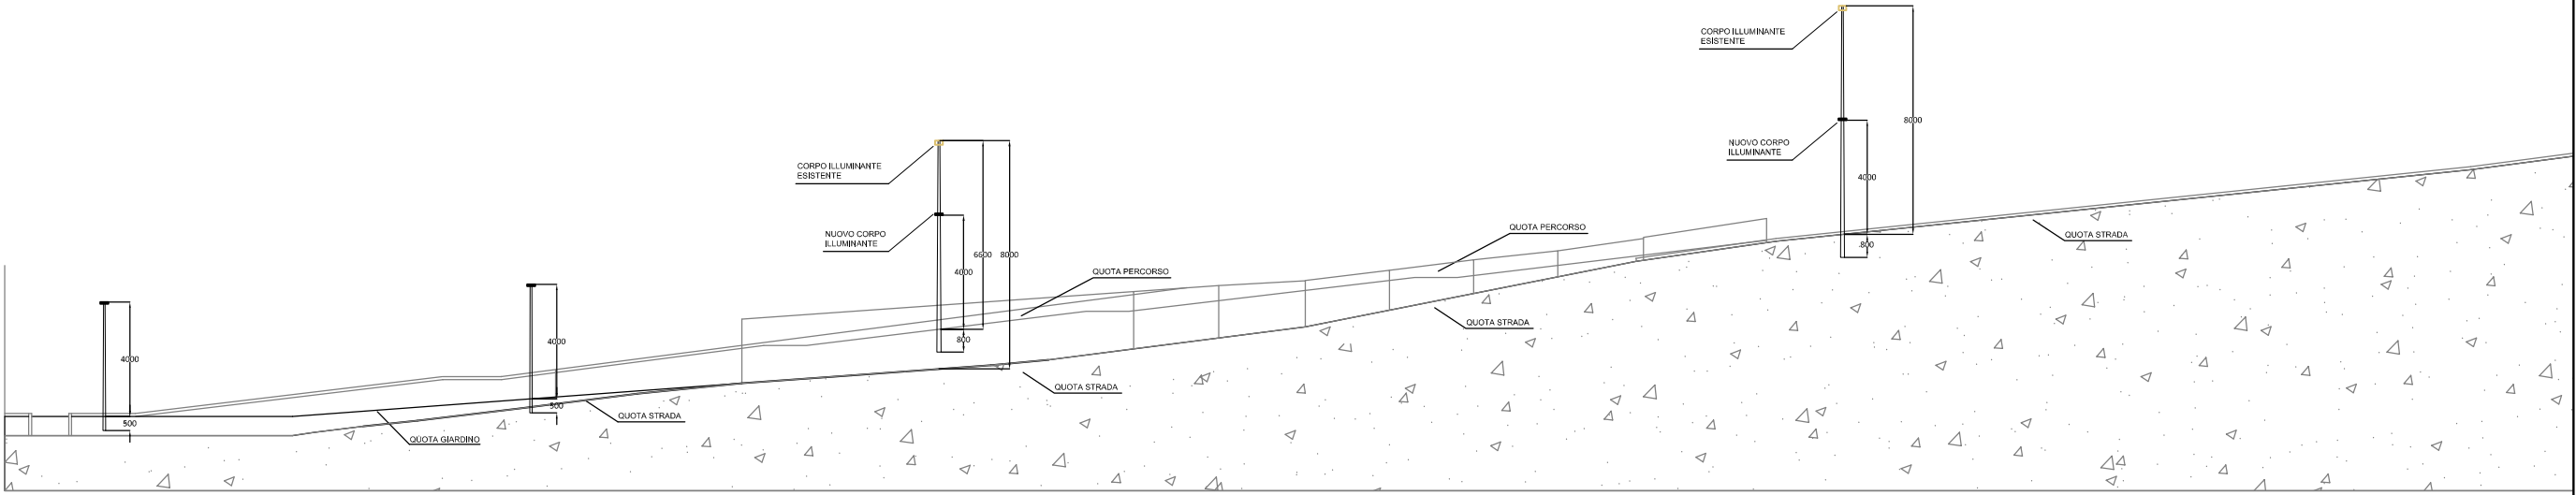 CORPO ILLUMINANTE
ESISTENTE
8000
NUOVO CORPO
ILLUMINANTE
4000
800
QUOTA STRADA
CORPO ILLUMINANTE
ESISTENTE
NUOVO CORPO
ILLUMINANTE
6600
8000
4000
800
QUOTA PERCORSO
QUOTA PERCORSO
QUOTA STRADA
QUOTA STRADA
4000
500
4000
500
QUOTA STRADA
QUOTA GIARDINO